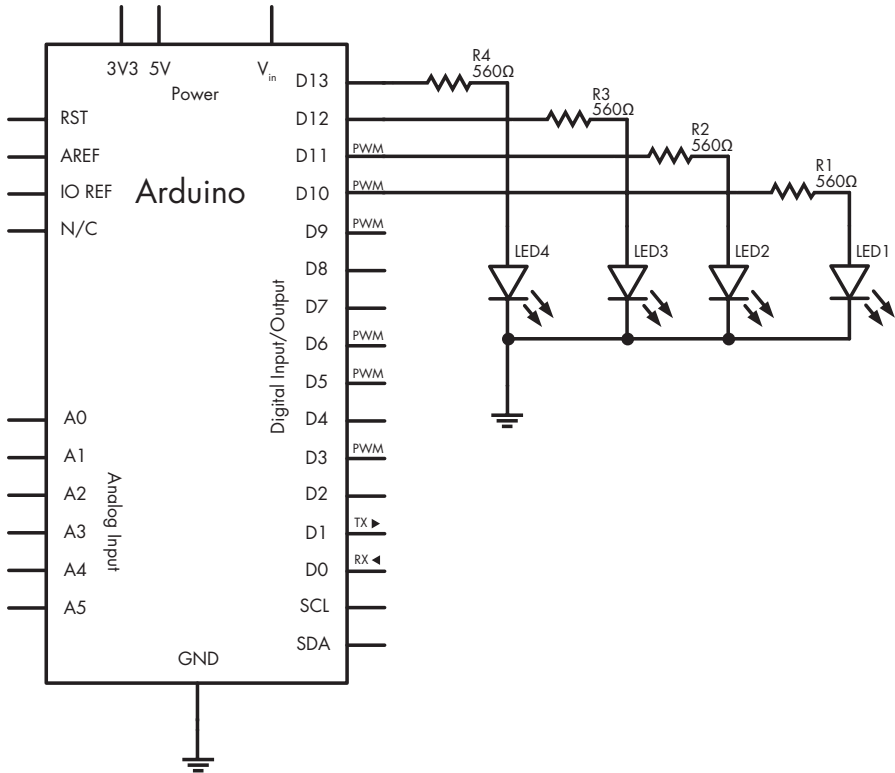 3V3 5V Vin
Power
RST
AREF
IO REF
N/C
Arduino
A0
A1
A2
A3
A4
A5
Analog Input
GND
Digital Input/Output
D13
D12
D11 PWM
D10 PWM
D9 PWM
D8
D7
D6 PWM
D5 PWM
D4
D3 PWM
D2
D1 TX ▶
D0 RX ◀
SCL
SDA
R4
560Ω
R3
560Ω
R2
560Ω
R1
560Ω
LED4
LED3
LED2
LED1